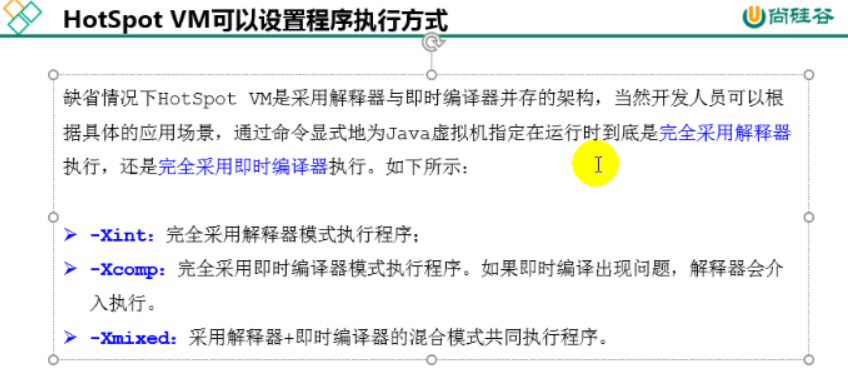 HotSpot VM可以设置程序执行方式
尚硅谷
缺省情况下HotSpot VM是采用解释器与即时编译器并存的架构，当然开发人员可以根
据具体的应用场景，通过命令显式地为Java虚拟机指定在运行时到底是完全采用解释器
执行，还是完全采用即时编译器执行。如下所示：
➤ -Xint：完全采用解释器模式执行程序；
➤ -Xcomp：完全采用即时编译器模式执行程序。如果即时编译出现问题，解释器会介
入执行。
➤ -Xmixed：采用解释器+即时编译器的混合模式共同执行程序。